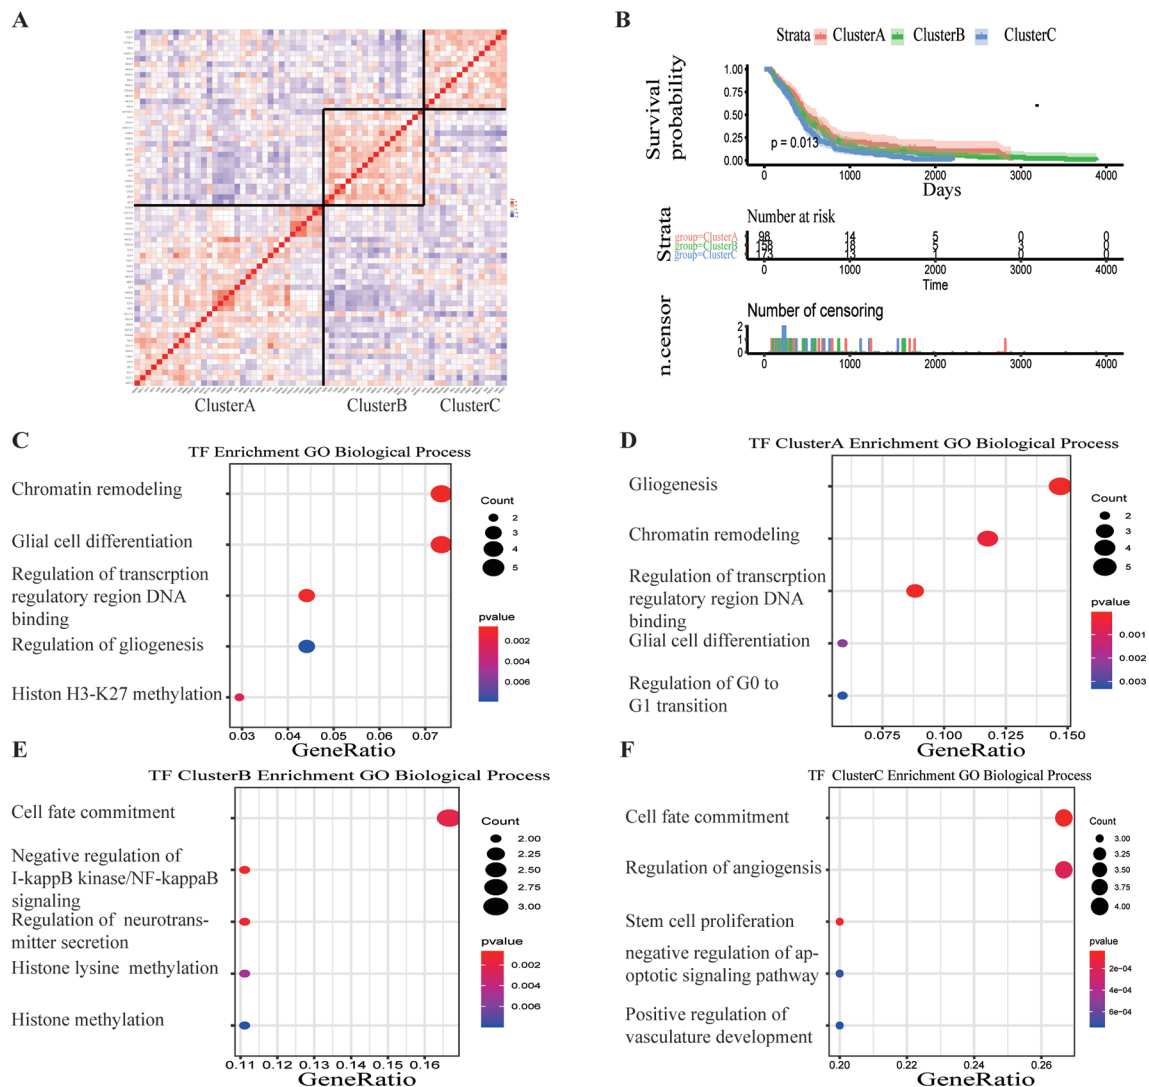 A
ClusterA
ClusterB
ClusterC
B
Strata ClusterA ClusterB ClusterC
Survival probability
1.00
0.75
0.50
0.25
0.00
p = 0.013
0 1000 2000 3000 4000
Days
Strata
Number at risk
group=ClusterA 98 14 5 0 0
group=ClusterB 158 18 5 3 0
group=ClusterC 173 13 1 0 0
0 1000 2000 3000 4000
Time
n.censor
Number of censoring
2
1
0
0 1000 2000 3000 4000
C
TF Enrichment GO Biological Process
Chromatin remodeling
Glial cell differentiation
Regulation of transcrption
regulatory region DNA
binding
Regulation of gliogenesis
Histon H3-K27 methylation
0.03 0.04 0.05 0.06 0.07
GeneRatio
Count
2
3
4
5
pvalue
0.002
0.004
0.006
D
TF ClusterA Enrichment GO Biological Process
Gliogenesis
Chromatin remodeling
Regulation of transcrption
regulatory region DNA
binding
Glial cell differentiation
Regulation of G0 to
G1 transition
0.075 0.100 0.125 0.150
GeneRatio
Count
2
3
4
5
pvalue
0.001
0.002
0.003
E
TF ClusterB Enrichment GO Biological Process
Cell fate commitment
Negative regulation of
I-kappB kinase/NF-kappaB
signaling
Regulation of neurotrans-
mitter secretion
Histone lysine methylation
Histone methylation
0.11 0.12 0.13 0.14 0.15 0.16
GeneRatio
Count
2.00
2.25
2.50
2.75
3.00
pvalue
0.002
0.004
0.006
F
TF ClusterC Enrichment GO Biological Process
Cell fate commitment
Regulation of angiogensis
Stem cell proliferation
negative regulation of ap-
optotic signaling pathway
Positive regulation of
vasculature development
0.20 0.22 0.24 0.26
GeneRatio
Count
3.00
3.25
3.50
3.75
4.00
pvalue
2e-04
4e-04
6e-04